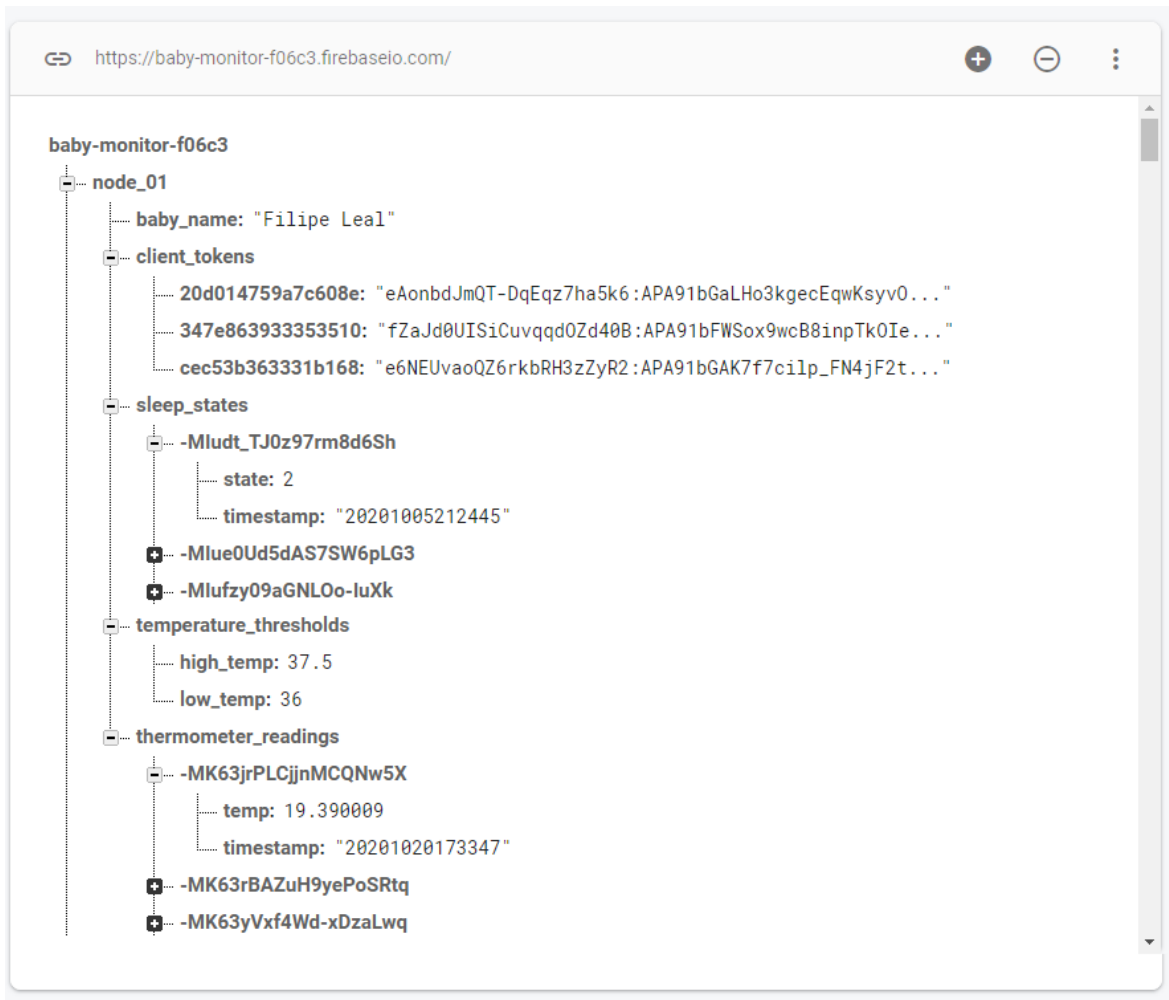 https://baby-monitor-f06c3.firebaseio.com/
baby-monitor-f06c3
node_01
baby_name: "Filipe Leal"
client_tokens
20d014759a7c608e: "eAonbdJmQT-DqEqz7ha5k6:APA91bGaLHo3kgecEqwKsyvO..."
347e863933353510: "fZaJd0UISiCuvqqdOZd40B:APA91bFWSox9wcB8inpTkOIe..."
cec53b363331b168: "e6NEUvaoQZ6rkbRH3zZyR2:APA91bGAK7f7cilp_FN4jF2t..."
sleep_states
-MIudt_TJ0z97rm8d6Sh
state: 2
timestamp: "20201005212445"
-MIue0Ud5dAS7SW6pLG3
-MIufzy09aGNLOo-IuXk
temperature_thresholds
high_temp: 37.5
low_temp: 36
thermometer_readings
-MK63jrPLCjjnMCQNw5X
temp: 19.390009
timestamp: "20201020173347"
-MK63rBAZuH9yePoSRtq
-MK63yVxf4Wd-xDzaLwq